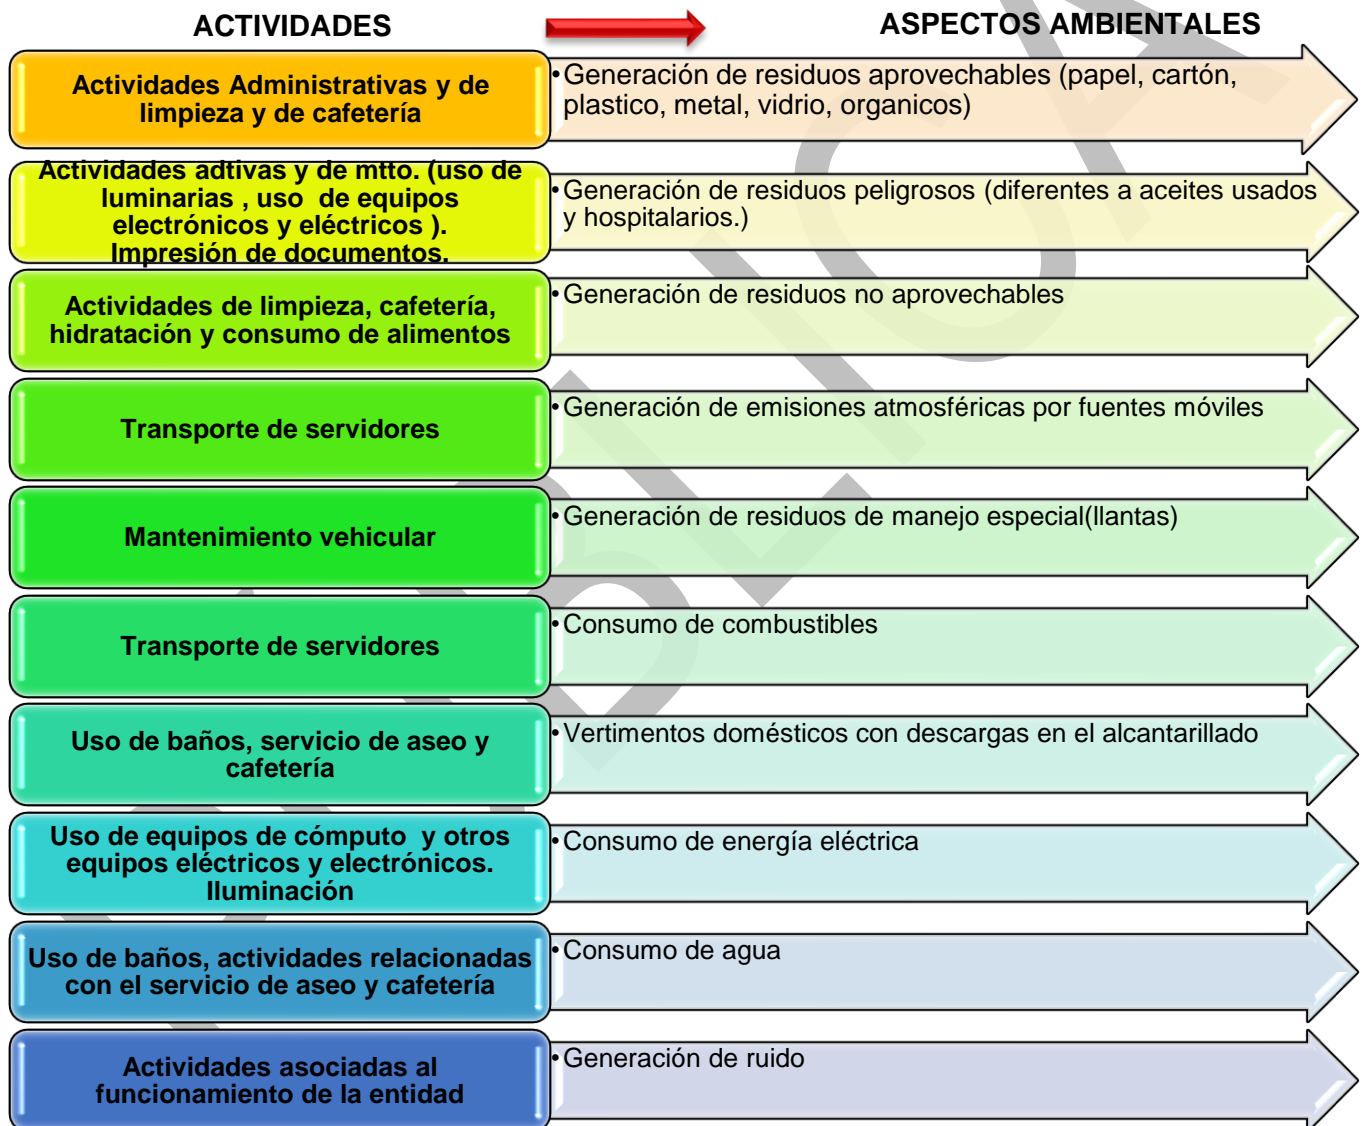 ACTIVIDADES
ASPECTOS AMBIENTALES
Actividades Administrativas y de
limpieza y de cafetería
•Generación de residuos aprovechables (papel, cartón,
plastico, metal, vidrio, organicos)
Actividades adtivas y de mtto. (uso de
luminarias , uso de equipos
electrónicos y eléctricos ).
Impresión de documentos.
•Generación de residuos peligrosos (diferentes a aceites usados
y hospitalarios.)
Actividades de limpieza, cafetería,
hidratación y consumo de alimentos
•Generación de residuos no aprovechables
Transporte de servidores
•Generación de emisiones atmosféricas por fuentes móviles
Mantenimiento vehicular
•Generación de residuos de manejo especial(llantas)
Transporte de servidores
•Consumo de combustibles
Uso de baños, servicio de aseo y
cafetería
•Vertimentos domésticos con descargas en el alcantarillado
Uso de equipos de cómputo y otros
equipos eléctricos y electrónicos.
Iluminación
•Consumo de energía eléctrica
Uso de baños, actividades relacionadas
con el servicio de aseo y cafetería
•Consumo de agua
Actividades asociadas al
funcionamiento de la entidad
•Generación de ruido